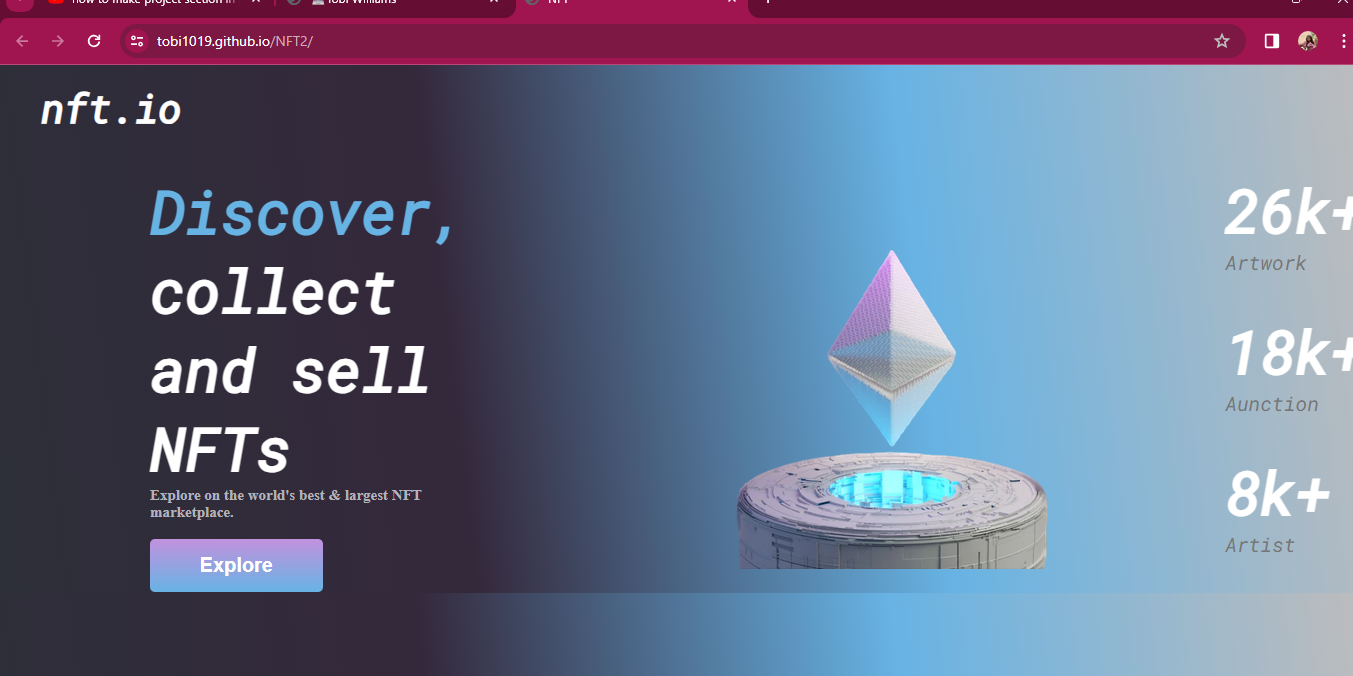 how to make project section in
Tobi Williams
NFT
tobi1019.github.io/NFT2/
nft.io
Discover,
collect
and sell
NFTs
Explore on the world's best & largest NFT
marketplace.
Explore
26k+
Artwork
18k+
Aunction
8k+
Artist